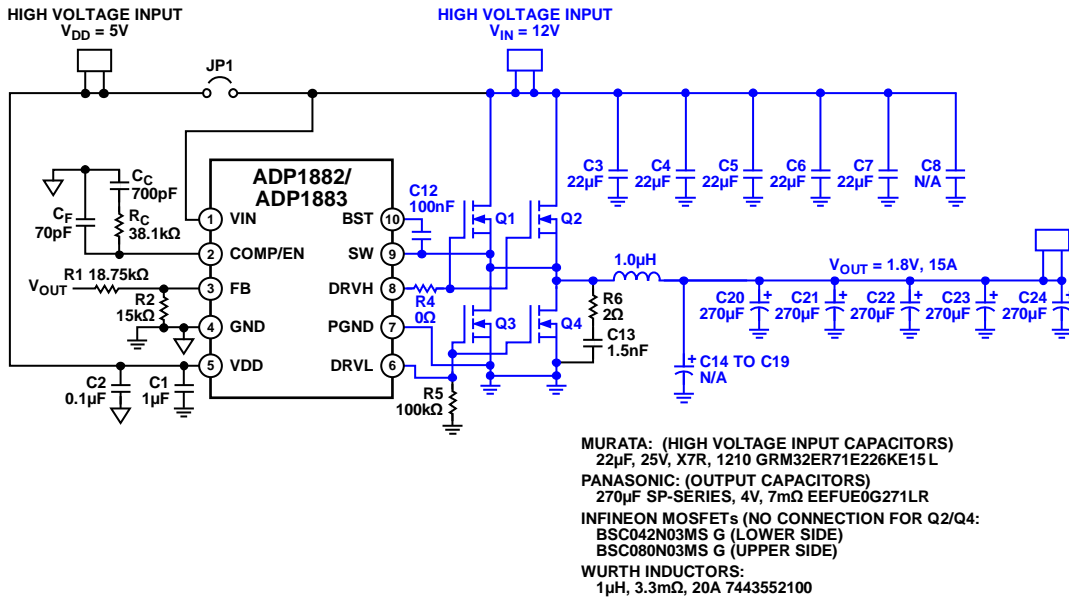 HIGH VOLTAGE INPUT
VDD = 5V
HIGH VOLTAGE INPUT
VIN = 12V
JP1
CC
700pF
CF
70pF
RC
38.1kΩ
ADP1882/
ADP1883
1 VIN
2 COMP/EN
3 FB
4 GND
5 VDD
BST 10
SW 9
DRVH 8
PGND 7
DRVL 6
VOUT
R1 18.75kΩ
R2
15kΩ
C2
0.1µF
C1
1µF
C12
100nF
R4
0Ω
R5
100kΩ
Q1
Q2
Q3
Q4
C3
22µF
C4
22µF
C5
22µF
C6
22µF
C7
22µF
C8
N/A
1.0µH
R6
2Ω
C13
1.5nF
VOUT = 1.8V, 15A
C20 +
270µF
C21 +
270µF
C22 +
270µF
C23 +
270µF
C24 +
270µF
+ C14 TO C19
N/A
MURATA: (HIGH VOLTAGE INPUT CAPACITORS)
22µF, 25V, X7R, 1210 GRM32ER71E226KE15L
PANASONIC: (OUTPUT CAPACITORS)
270µF SP-SERIES, 4V, 7mΩ EEFUE0G271LR
INFINEON MOSFETs (NO CONNECTION FOR Q2/Q4:
BSC042N03MS G (LOWER SIDE)
BSC080N03MS G (UPPER SIDE)
WURTH INDUCTORS:
1µH, 3.3mΩ, 20A 7443552100